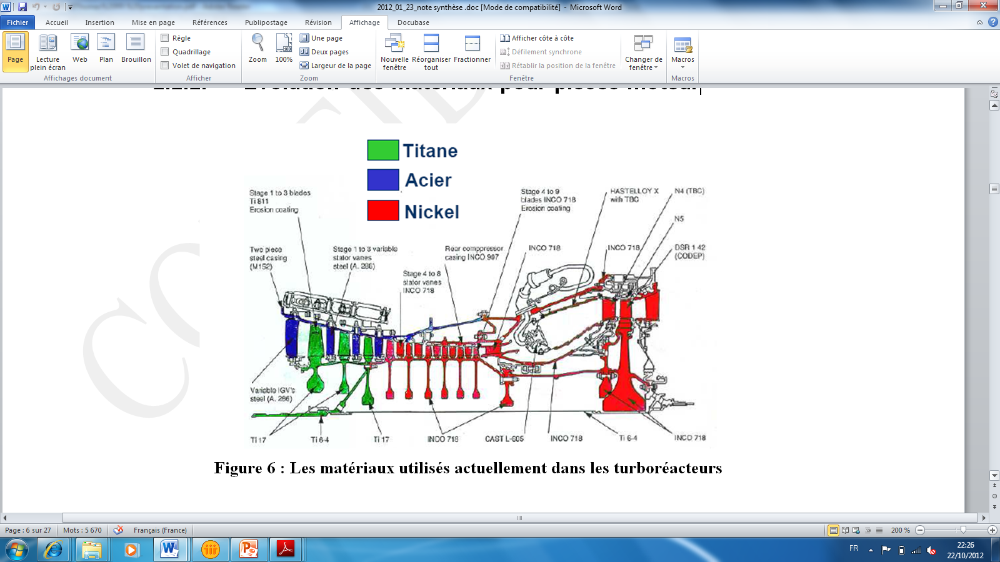 2012_01_23_note synthèse .doc [Mode de compatibilité] - Microsoft Word
Fichier Accueil Insertion Mise en page Références Publipostage Révision Affichage Docubase
Page
Lecture
plein écran
Web
Plan
Brouillon
Affichages document
Règle
Quadrillage
Volet de navigation
Afficher
Zoom
100%
Une page
Deux pages
Largeur de la page
Zoom
Nouvelle
fenêtre
Réorganiser
tout
Fractionner
Afficher côte à côte
Défilement synchrone
Rétablir la position de la fenêtre
Changer de
fenêtre
Fenêtre
Macros
Macros
2.2.2. Evolution des matériaux pour pièces moteur
Titane
Acier
Nickel
Stage 1 to 3 blades
Ti 811
Erosion coating
Stage 4 to 9
blades INCO 718
Erosion coating
HASTELLOY X
with TBC
N4 (TBC)
N5
Two piece
steel casing
(M152)
Stage 1 to 3 variable
stator vanes
steel (A. 286)
Stage 4 to 8
stator vanes
INCO 718
Rear compressor
casing INCO 907
INCO 718
INCO 718
DSR 142
(CODEP)
Variable IGV's
steel (A. 286)
Ti 17
Ti 6-4
Ti 17
INCO 718
CAST L-605
INCO 718
Ti 6-4
INCO 718
Figure 6 : Les matériaux utilisés actuellement dans les turboréacteurs
Page : 6 sur 27 Mots : 5 670 Français (France) 200 %
FR
22:26
22/10/2012